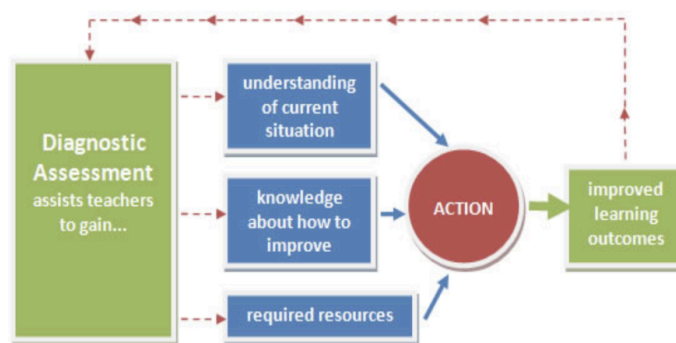 Diagnostic
Assessment
assists teachers
to gain...
understanding
of current
situation
knowledge
about how to
improve
required resources
ACTION
improved
learning
outcomes